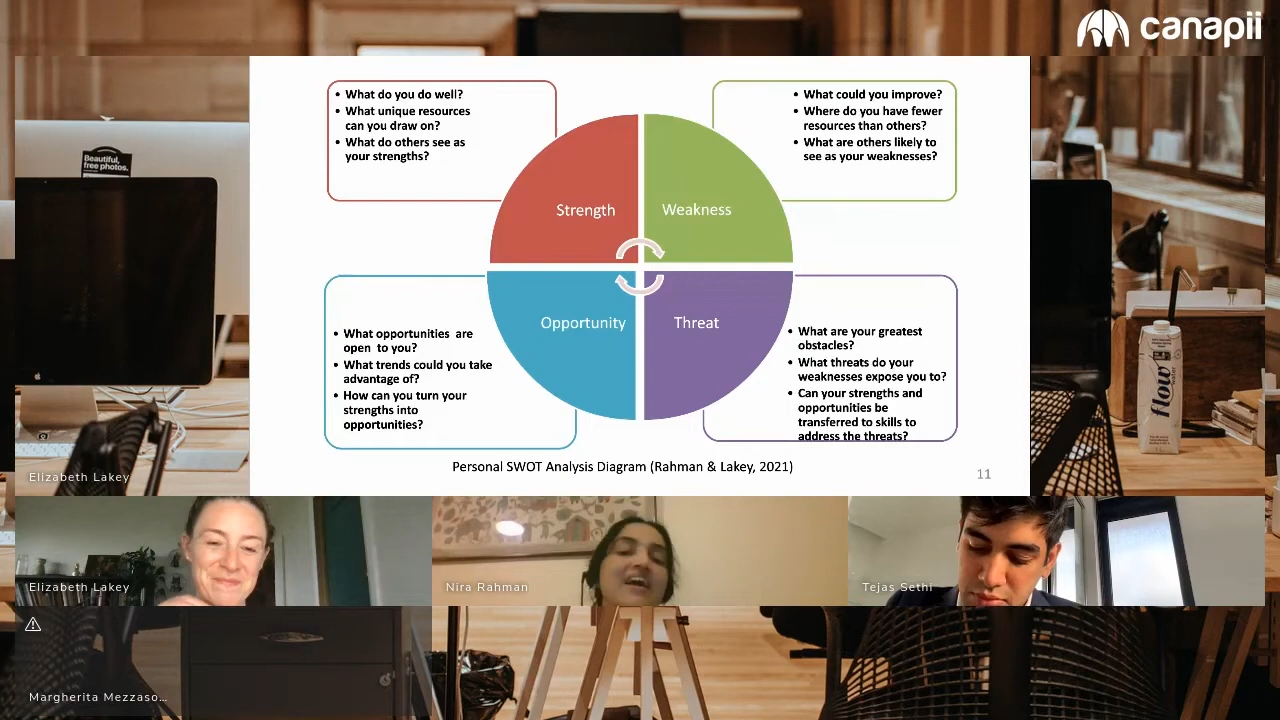 canapii
• What do you do well?
• What unique resources
can you draw on?
• What do others see as
your strengths?
• What could you improve?
• Where do you have fewer
resources than others?
• What are others likely to
see as your weaknesses?
Beautiful,
free photos.
Strength
Weakness
Opportunity
Threat
• What opportunities are
open to you?
• What trends could you take
advantage of?
• How can you turn your
strengths into
opportunities?
• What are your greatest
obstacles?
• What threats do your
weaknesses expose you to?
• Can your strengths and
opportunities be
transferred to skills to
address the threats?
flow
Personal SWOT Analysis Diagram (Rahman & Lakey, 2021)
11
Elizabeth Lakey
Elizabeth Lakey
Nira Rahman
Tejas Sethi
Margherita Mezzaso...